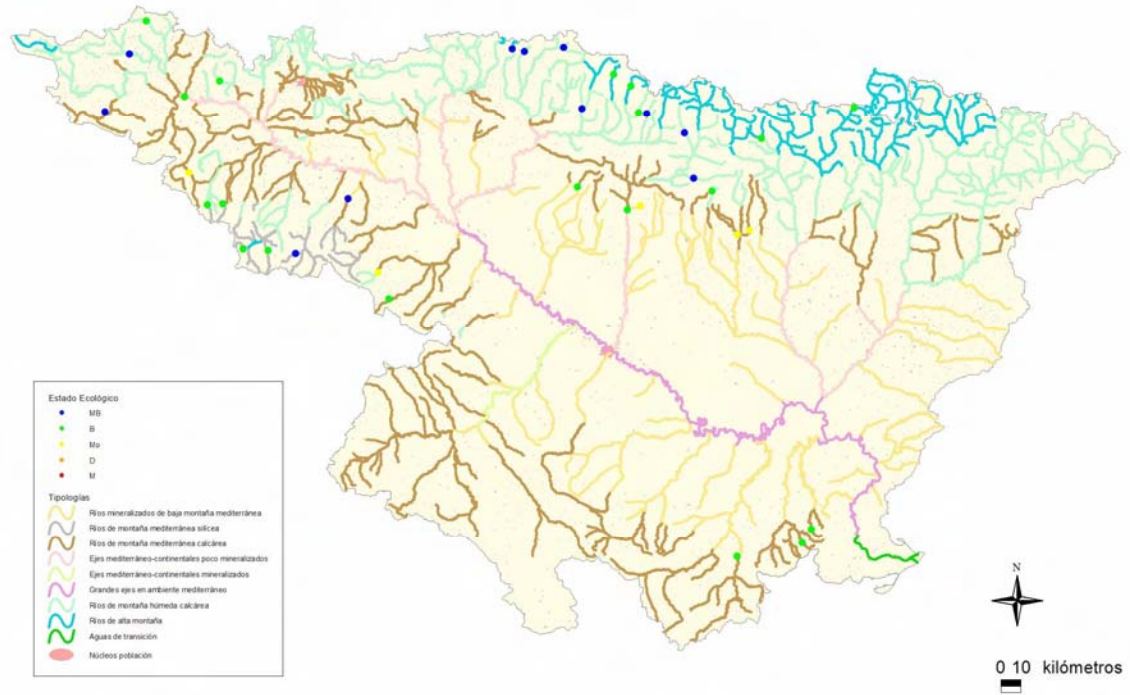 Estado Ecológico
MB
B
Mo
D
M
Tipologías
Ríos mineralizados de baja montaña mediterránea
Ríos de montaña mediterránea silícea
Ríos de montaña mediterránea calcárea
Ejes mediterráneo-continentales poco mineralizados
Ejes mediterráneo-continentales mineralizados
Grandes ejes en ambiente mediterráneo
Ríos de montaña húmeda calcárea
Ríos de alta montaña
Aguas de transición
Núcleos población
N
0 10 kilómetros